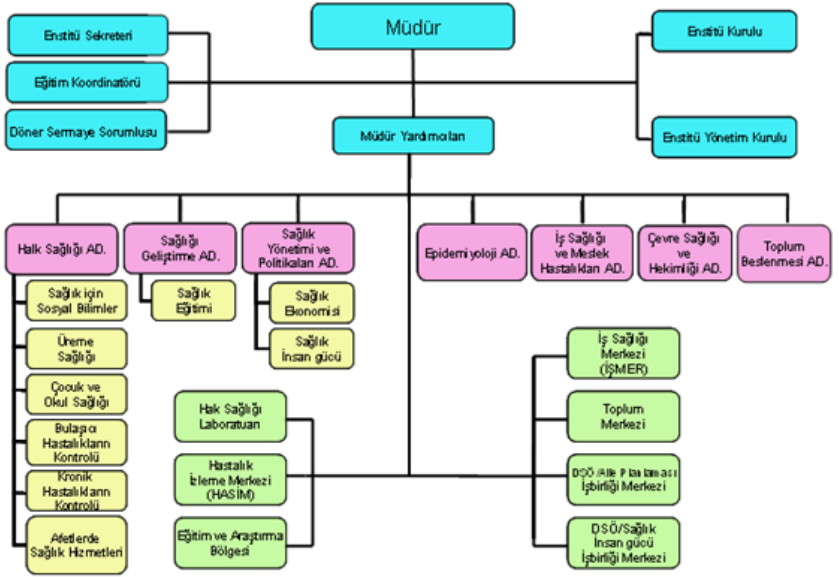 Müdür
Enstitü Sekreteri
Eğitim Koordinatörü
Döner Sermaye Sorumlusu
Enstitü Kurulu
Enstitü Yönetim Kurulu
Müdür Yardımcıları
Halk Sağlığı AD.
Sağlığı
Geliştirme AD.
Sağlık
Yönetimi ve
Politikaları AD.
Epidemiyoloji AD.
İş Sağlığı
ve Meslek
Hastalıkları AD.
Çevre Sağlığı
ve
Hekimliği AD.
Toplum
Beslenmesi AD.
Sağlık için
Sosyal Bilimler
Üreme
Sağlığı
Çocuk ve
Okul Sağlığı
Bulaşıcı
Hastalıkların
Kontrolü
Kronik
Hastalıkların
Kontrolü
Afetlerde
Sağlık Hizmetleri
Sağlık
Eğitimi
Sağlık
Ekonomisi
Sağlık
İnsan gücü
Halk Sağlığı
Laboratuarı
Hastalık
İzleme Merkezi
(HASİM)
Eğitim ve Araştırma
Bölgesi
İş Sağlığı
Merkezi
(İŞMER)
Toplum
Merkezi
DSÖ/Aile Planlaması
İşbirliği Merkezi
DSÖ/Sağlık
İnsan gücü
İşbirliği Merkezi